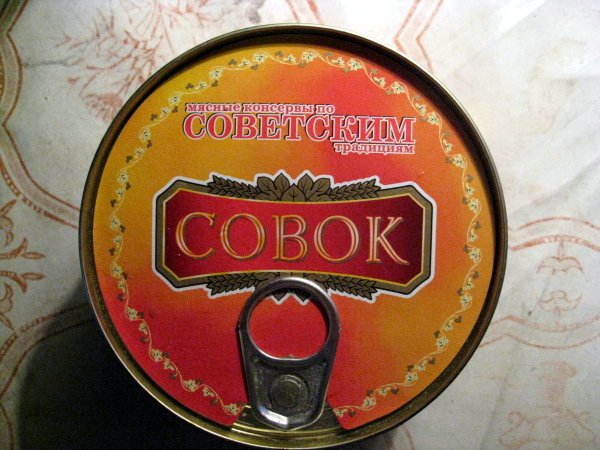 мясные консервы по
СОВЕТСКИМ
традициям
СОВОК